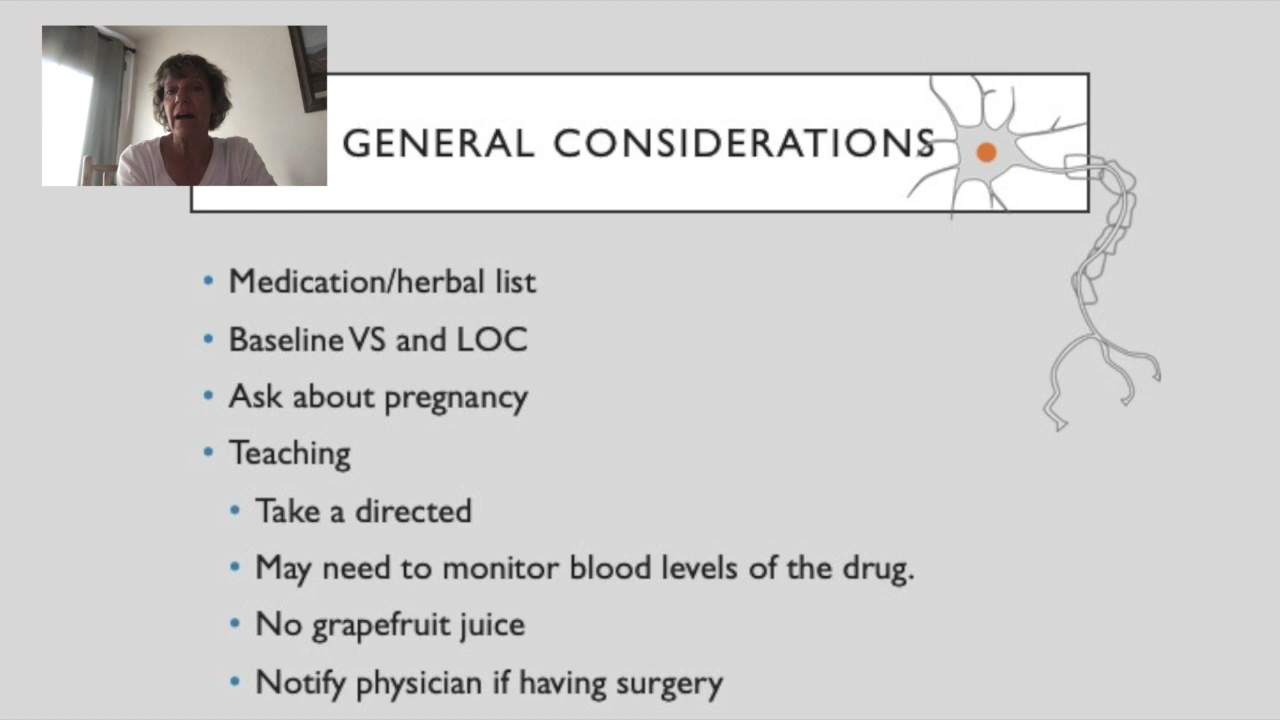 GENERAL CONSIDERATIONS
Medication/herbal list
Baseline VS and LOC
Ask about pregnancy
Teaching
Take a directed
May need to monitor blood levels of the drug.
No grapefruit juice
Notify physician if having surgery